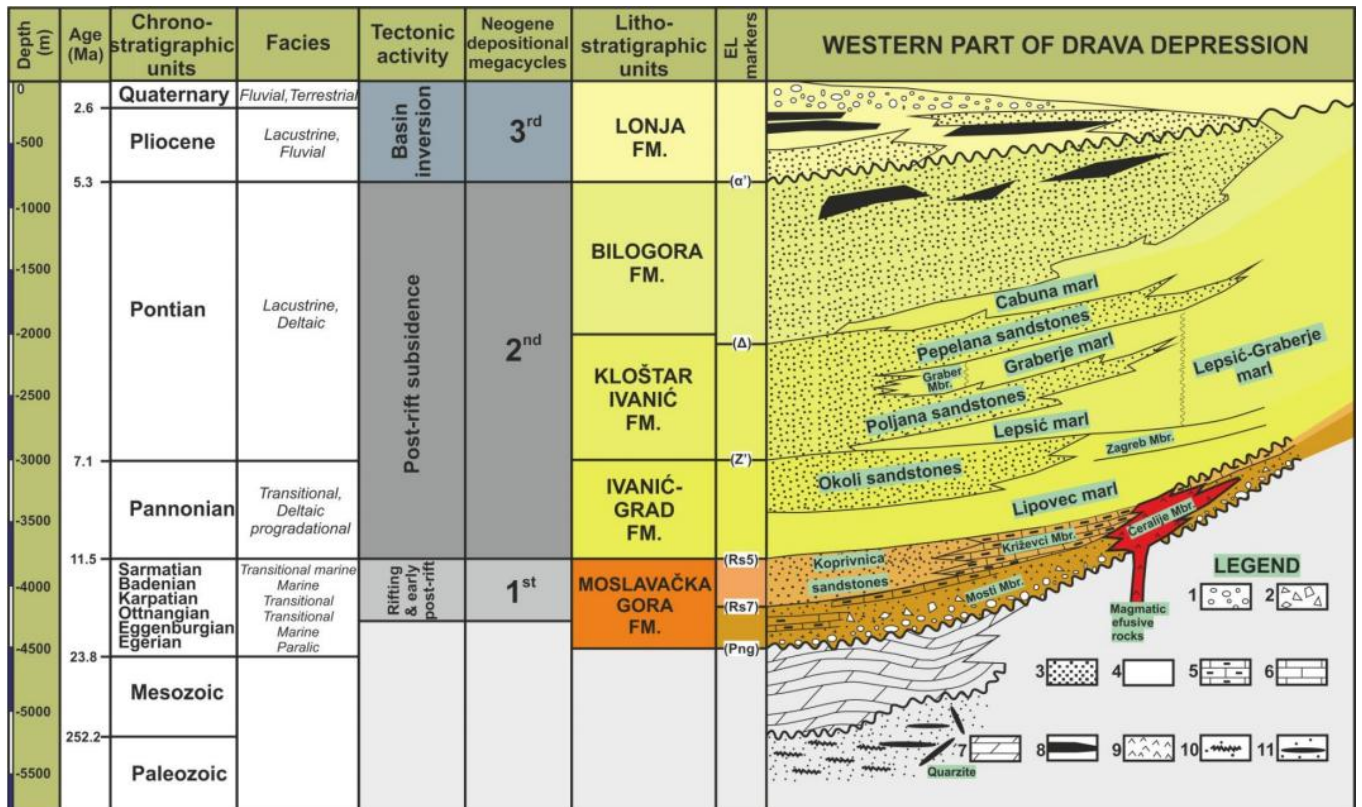 Depth
(m)
Age
(Ma)
Chrono-
stratigraphic
units
Facies
Tectonic
activity
Neogene
depositional
megacycles
Litho-
stratigraphic
units
EL
markers
WESTERN PART OF DRAVA DEPRESSION
0
-500
-1000
-1500
-2000
-2500
-3000
-3500
-4000
-4500
-5000
-5500
2.6
5.3
7.1
11.5
23.8
252.2
Quaternary
Pliocene
Pontian
Pannonian
Sarmatian
Badenian
Karpatian
Ottnangian
Eggenburgian
Egerian
Mesozoic
Paleozoic
Fluvial, Terrestrial
Lacustrine,
Fluvial
Lacustrine,
Deltaic
Transitional,
Deltaic
progradational
Transitional marine
Marine
Transitional
Transitional
Marine
Paralic
Basin
inversion
Post-rift subsidence
Rifting
& early
post-rift
3rd
2nd
1st
LONJA
FM.
BILOGORA
FM.
KLOŠTAR
IVANIĆ
FM.
IVANIĆ-
GRAD
FM.
MOSLAVAČKA
GORA
FM.
(α')
(Δ)
(Z')
(Rs5)
(Rs7)
(Png)
Cabuna marl
Pepelana sandstones
Graberje marl
Graber
Mbr.
Poljana sandstones
Lepsić marl
Lepsić-Graberje
marl
Zagreb Mbr.
Okoli sandstones
Lipovec marl
Koprivnica
sandstones
Križevci Mbr.
Čeralije Mbr.
Mosti Mbr.
Magmatic
efusive
rocks
Quarzite
LEGEND
1
2
3
4
5
6
7
8
9
10
11